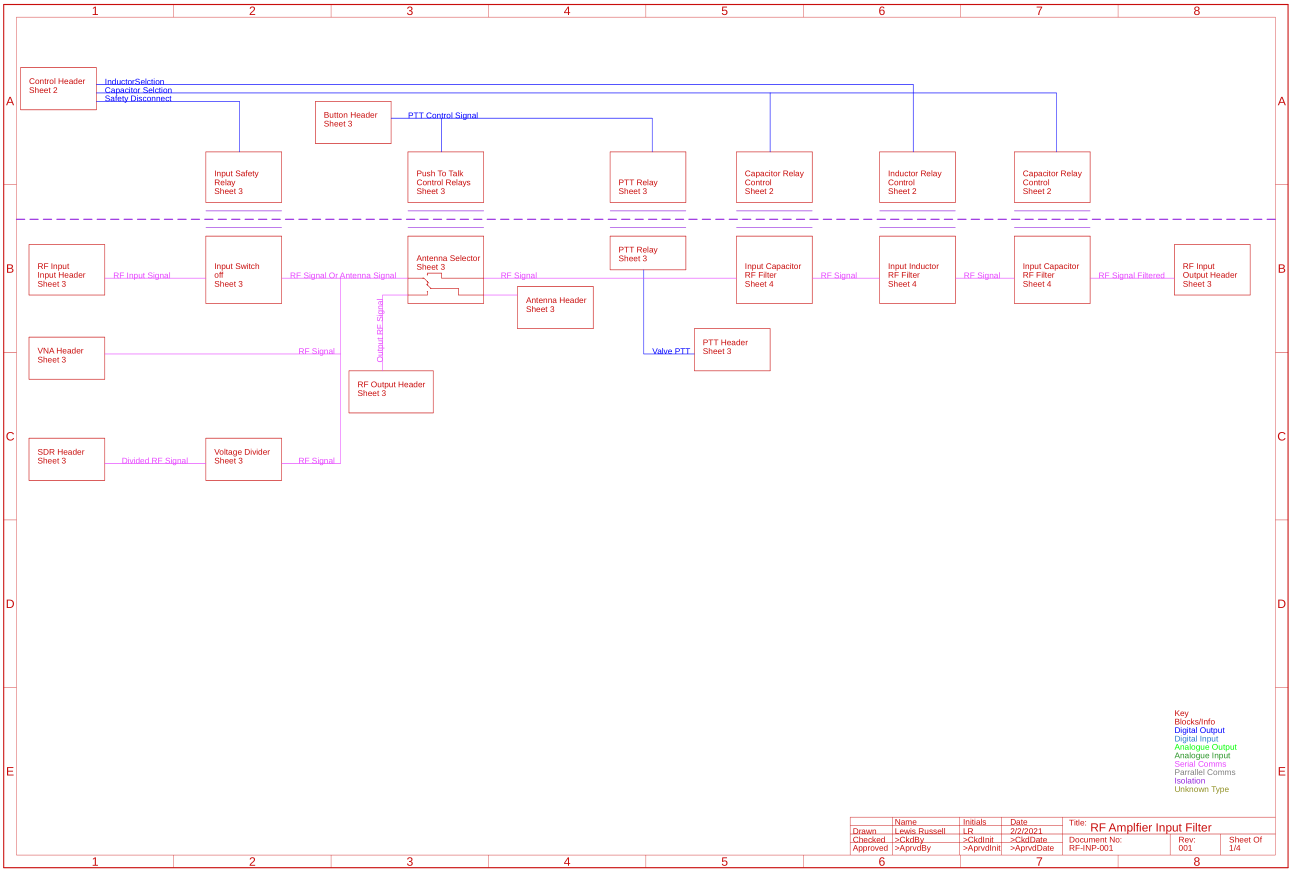 1 2 3 4 5 6 7 8
A A
B B
C C
D D
E E
Control Header
Sheet 2
InductorSelction
Capacitor Selction
Safety Disconnect
Button Header
Sheet 3
PTT Control Signal
Input Safety
Relay
Sheet 3
Push To Talk
Control Relays
Sheet 3
PTT Relay
Sheet 3
Capacitor Relay
Control
Sheet 2
Inductor Relay
Control
Sheet 2
Capacitor Relay
Control
Sheet 2
RF Input
Input Header
Sheet 3
RF Input Signal
Input Switch
off
Sheet 3
RF Signal Or Antenna Signal
Antenna Selector
Sheet 3
RF Signal
PTT Relay
Sheet 3
Input Capacitor
RF Filter
Sheet 4
RF Signal
Input Inductor
RF Filter
Sheet 4
RF Signal
Input Capacitor
RF Filter
Sheet 4
RF Signal Filtered
RF Input
Output Header
Sheet 3
Antenna Header
Sheet 3
Output RF Signal
VNA Header
Sheet 3
RF Signal
Valve PTT
PTT Header
Sheet 3
RF Output Header
Sheet 3
SDR Header
Sheet 3
Divided RF Signal
Voltage Divider
Sheet 3
RF Signal
Key
Blocks/Info
Digital Output
Digital Input
Analogue Output
Analogue Input
Serial Comms
Parrallel Comms
Isolation
Unknown Type
Name Initials Date
Drawn Lewis Russell LR 2/2/2021
Checked >CkdBy >CkdInit >CkdDate
Approved >AprvdBy >AprvdInit >AprvdDate
Title: RF Amplfier Input Filter
Document No: Rev: Sheet Of
RF-INP-001 001 1/4
1 2 3 4 5 6 7 8